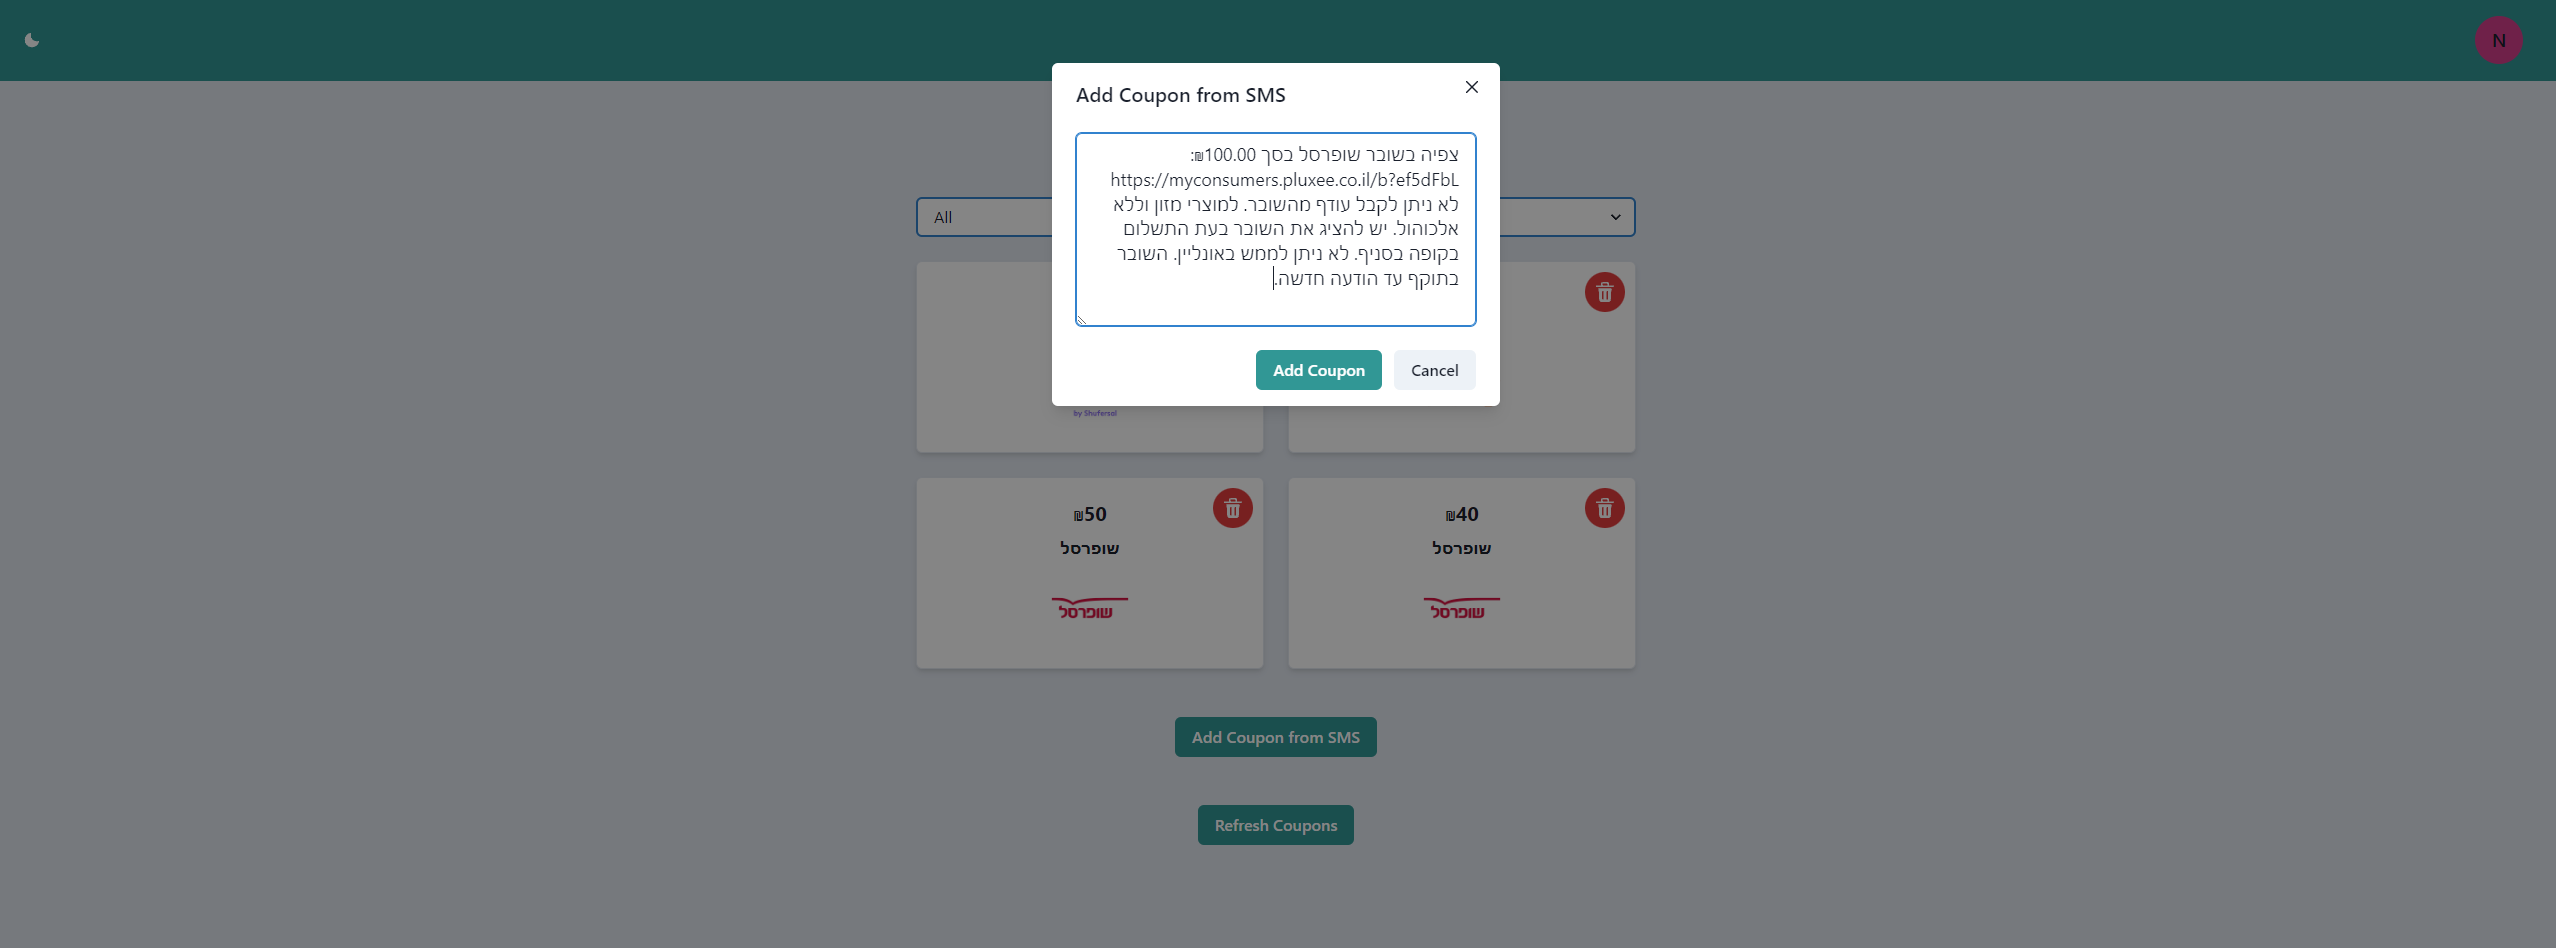 N
Add Coupon from SMS
צפיה בשובר שופרסל בסך 100.00₪:
https://myconsumers.pluxee.co.il/b?ef5dFbL
לא ניתן לקבל עודף מהשובר. למוצרי מזון וללא
אלכוהול. יש להציג את השובר בעת התשלום
בקופה בסניף. לא ניתן לממש באונליין. השובר
בתוקף עד הודעה חדשה.
Add Coupon
Cancel
All
by Shufersal
₪50
שופרסל
שופרסל
₪40
שופרסל
שופרסל
Add Coupon from SMS
Refresh Coupons